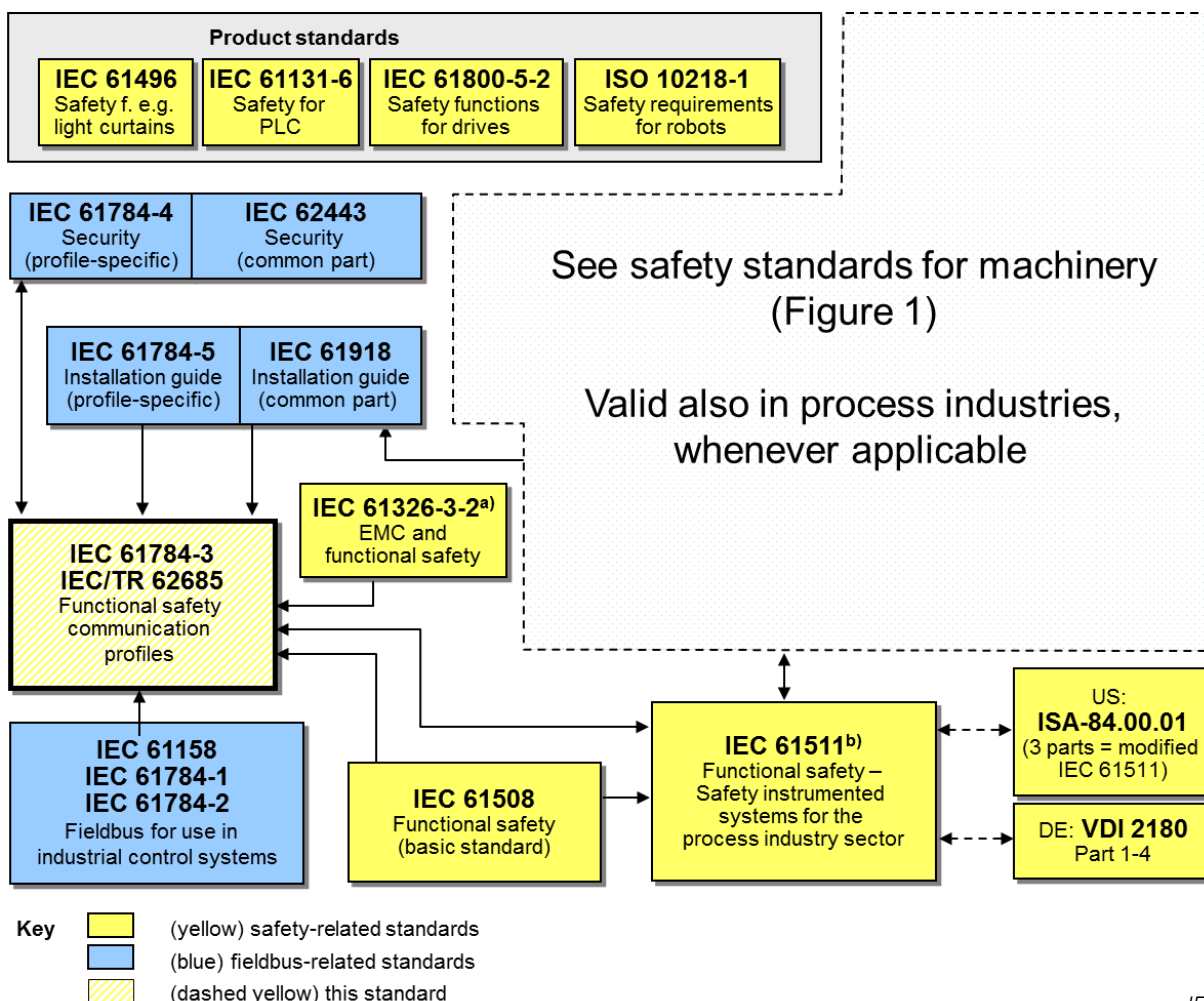 Product standards
IEC 61496
Safety f. e.g.
light curtains
IEC 61131-6
Safety for
PLC
IEC 61800-5-2
Safety functions
for drives
ISO 10218-1
Safety requirements
for robots
IEC 61784-4
Security
(profile-specific)
IEC 62443
Security
(common part)
See safety standards for machinery
(Figure 1)
Valid also in process industries,
whenever applicable
IEC 61784-5
Installation guide
(profile-specific)
IEC 61918
Installation guide
(common part)
IEC 61326-3-2a)
EMC and
functional safety
IEC 61784-3
IEC/TR 62685
Functional safety
communication
profiles
IEC 61158
IEC 61784-1
IEC 61784-2
Fieldbus for use in
industrial control systems
IEC 61508
Functional safety
(basic standard)
IEC 61511b)
Functional safety –
Safety instrumented
systems for the
process industry sector
US:
ISA-84.00.01
(3 parts = modified
IEC 61511)
DE: VDI 2180
Part 1-4
Key
(yellow) safety-related standards
(blue) fieldbus-related standards
(dashed yellow) this standard